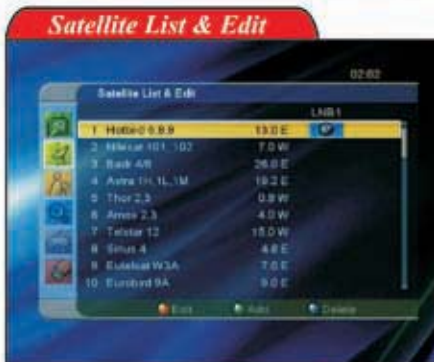 Satellite List & Edit
02:02
Satellite List & Edit
LNB1
1 Hotbird 6,8,9 13.0 E
2 Nilesat 101, 102 7.0 W
3 Badr 4/6 26.0 E
4 Astra 1H, 1L, 1M 19.2 E
5 Thor 2,3 0.8 W
6 Amos 2,3 4.0 W
7 Telstar 12 15.0 W
8 Sirius 4 4.8 E
9 Eutelsat W3A 7.0 E
10 Eurobird 9A 9.0 E
Edit Add Delete